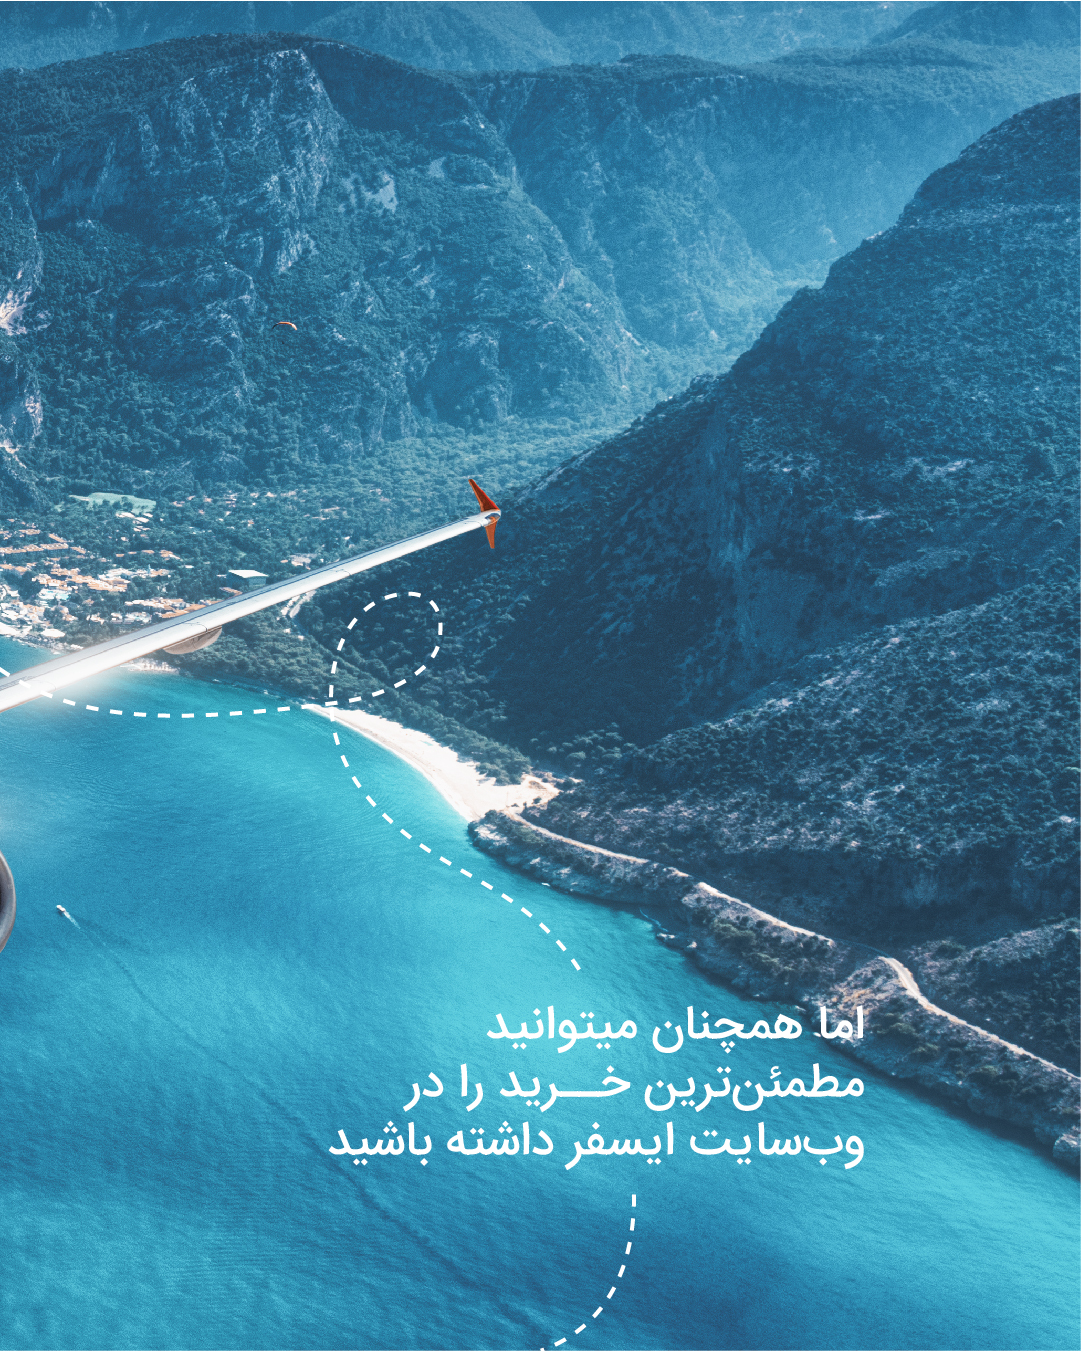 اما همچنان میتوانید
مطمئن‌ترین خـــرید را در
وب‌سایت ایسفر داشته باشید